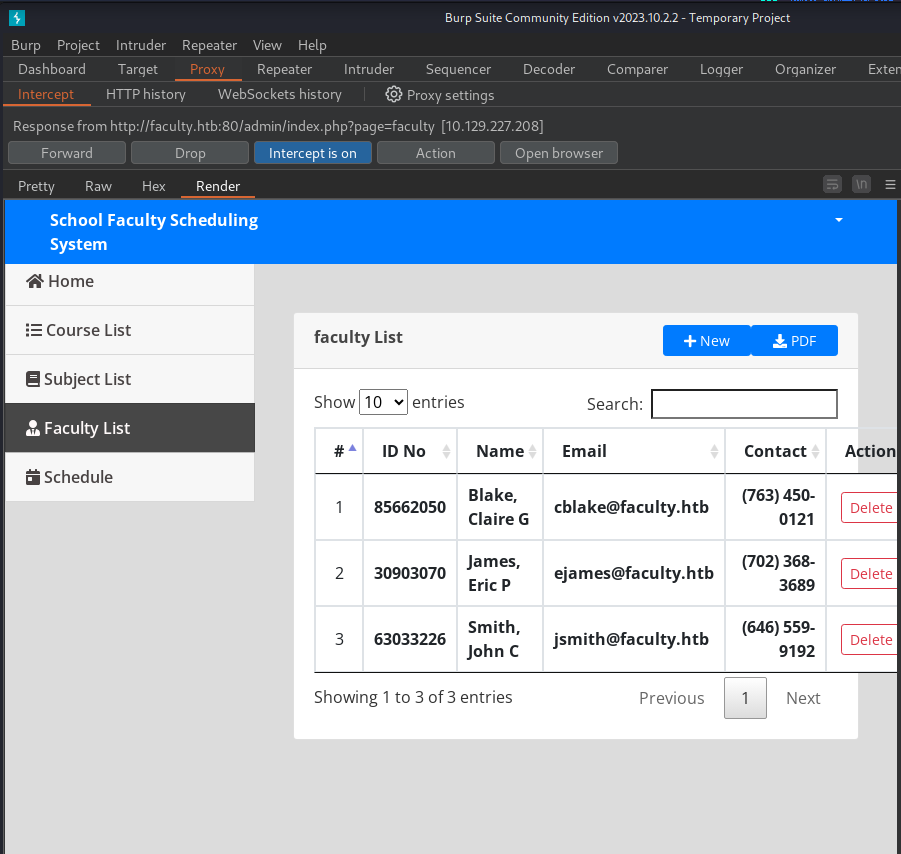 Burp Suite Community Edition v2023.10.2.2 - Temporary Project
Burp Project Intruder Repeater View Help
Dashboard Target Proxy Repeater Intruder Sequencer Decoder Comparer Logger Organizer Exten
Intercept HTTP history WebSockets history Proxy settings
Response from http://faculty.htb:80/admin/index.php?page=faculty [10.129.227.208]
Forward Drop Intercept is on Action Open browser
Pretty Raw Hex Render \n
School Faculty Scheduling
System
Home
Course List
Subject List
Faculty List
Schedule
faculty List New PDF
Show 10 entries Search:
# ID No Name Email Contact Action
1 85662050 Blake, Claire G cblake@faculty.htb (763) 450-0121 Delete
2 30903070 James, Eric P ejames@faculty.htb (702) 368-3689 Delete
3 63033226 Smith, John C jsmith@faculty.htb (646) 559-9192 Delete
Showing 1 to 3 of 3 entries Previous 1 Next